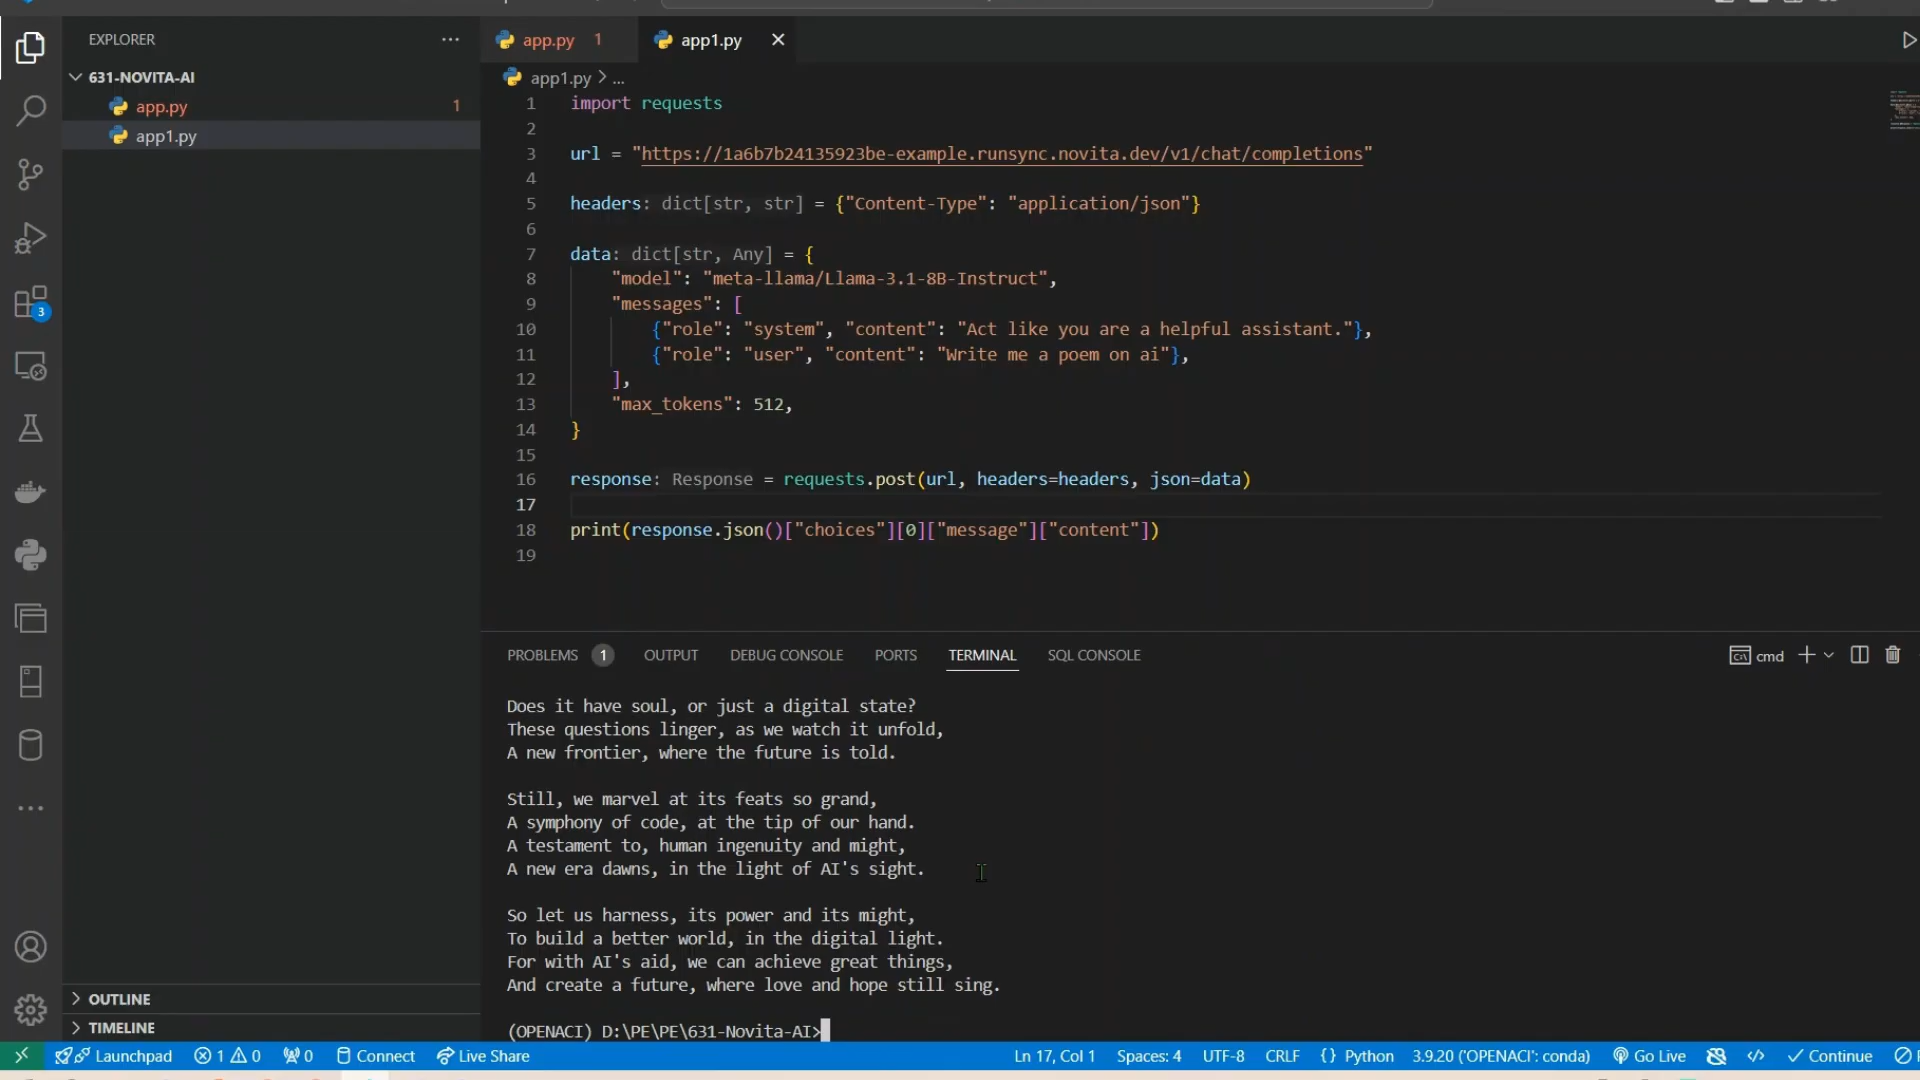 EXPLORER
···
app.py 1
app1.py
631-NOVITA-AI
app.py 1
app1.py
app1.py > ...
1 import requests
2
3 url = "https://1a6b7b24135923be-example.runsync.novita.dev/v1/chat/completions"
4
5 headers: dict[str, str] = {"Content-Type": "application/json"}
6
7 data: dict[str, Any] = {
8 "model": "meta-llama/Llama-3.1-8B-Instruct",
9 "messages": [
10 {"role": "system", "content": "Act like you are a helpful assistant."},
11 {"role": "user", "content": "Write me a poem on ai"},
12 ],
13 "max_tokens": 512,
14 }
15
16 response: Response = requests.post(url, headers=headers, json=data)
17
18 print(response.json()["choices"][0]["message"]["content"])
19
3
PROBLEMS 1 OUTPUT DEBUG CONSOLE PORTS TERMINAL SQL CONSOLE
cmd
Does it have soul, or just a digital state?
These questions linger, as we watch it unfold,
A new frontier, where the future is told.
Still, we marvel at its feats so grand,
A symphony of code, at the tip of our hand.
A testament to, human ingenuity and might,
A new era dawns, in the light of AI's sight.
So let us harness, its power and its might,
To build a better world, in the digital light.
For with AI's aid, we can achieve great things,
And create a future, where love and hope still sing.
(OPENACI) D:\PE\PE\631-Novita-AI>
OUTLINE
TIMELINE
Launchpad 1 0 0 Connect Live Share Ln 17, Col 1 Spaces: 4 UTF-8 CRLF {} Python 3.9.20 ('OPENACI': conda) Go Live </> Continue